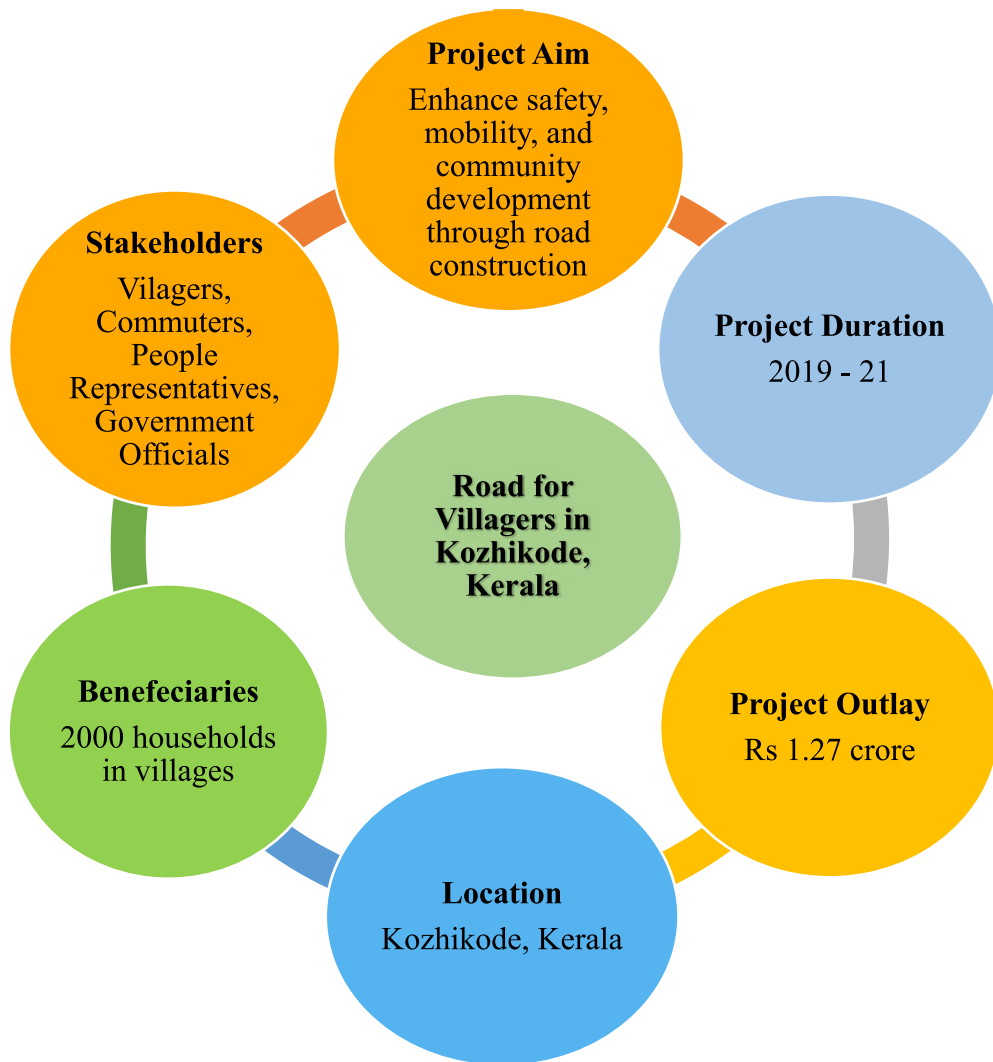 Project Aim
Enhance safety,
mobility, and
community
development
through road
construction
Project Duration
2019 - 21
Project Outlay
Rs 1.27 crore
Location
Kozhikode, Kerala
Benefeciaries
2000 households
in villages
Stakeholders
Vilagers,
Commuters,
People
Representatives,
Government
Officials
Road for
Villagers in
Kozhikode,
Kerala